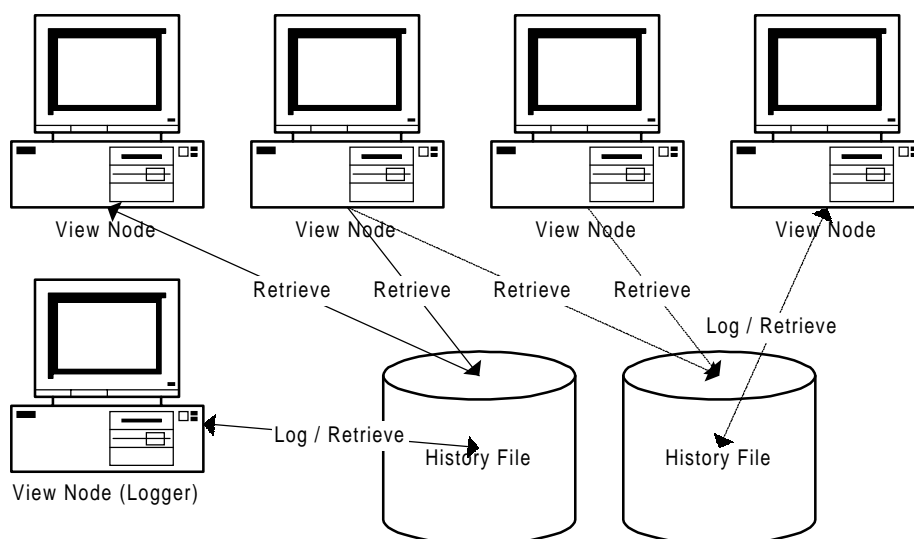 View Node
View Node
View Node
View Node
Retrieve
Retrieve
Retrieve
Retrieve
Log / Retrieve
Log / Retrieve
History File
History File
View Node (Logger)